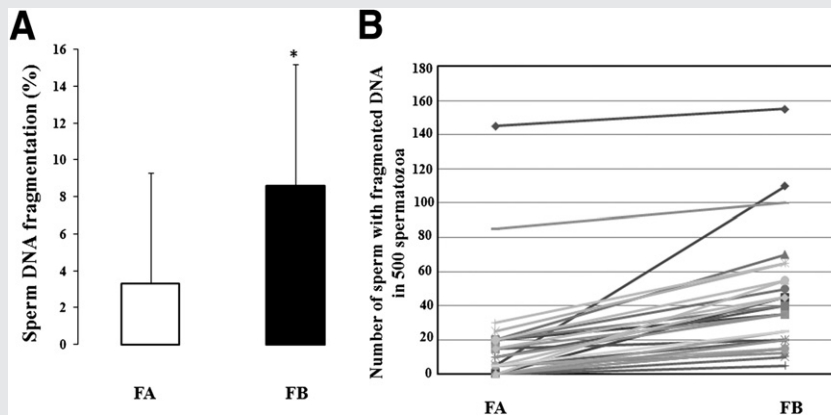 A
Sperm DNA fragmentation (%)
16
14
12
10
8
6
4
2
0
*
FA
FB
B
Number of sperm with fragmented DNA
in 500 spermatozoa
180
160
140
120
100
80
60
40
20
0
FA
FB